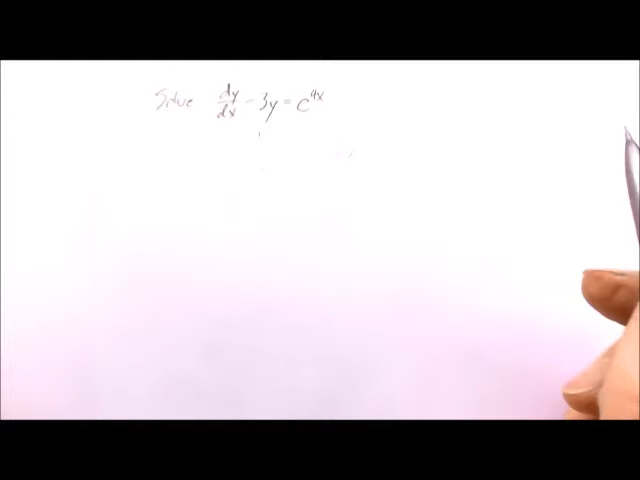 Solve dy/dx - 3y = e^4x